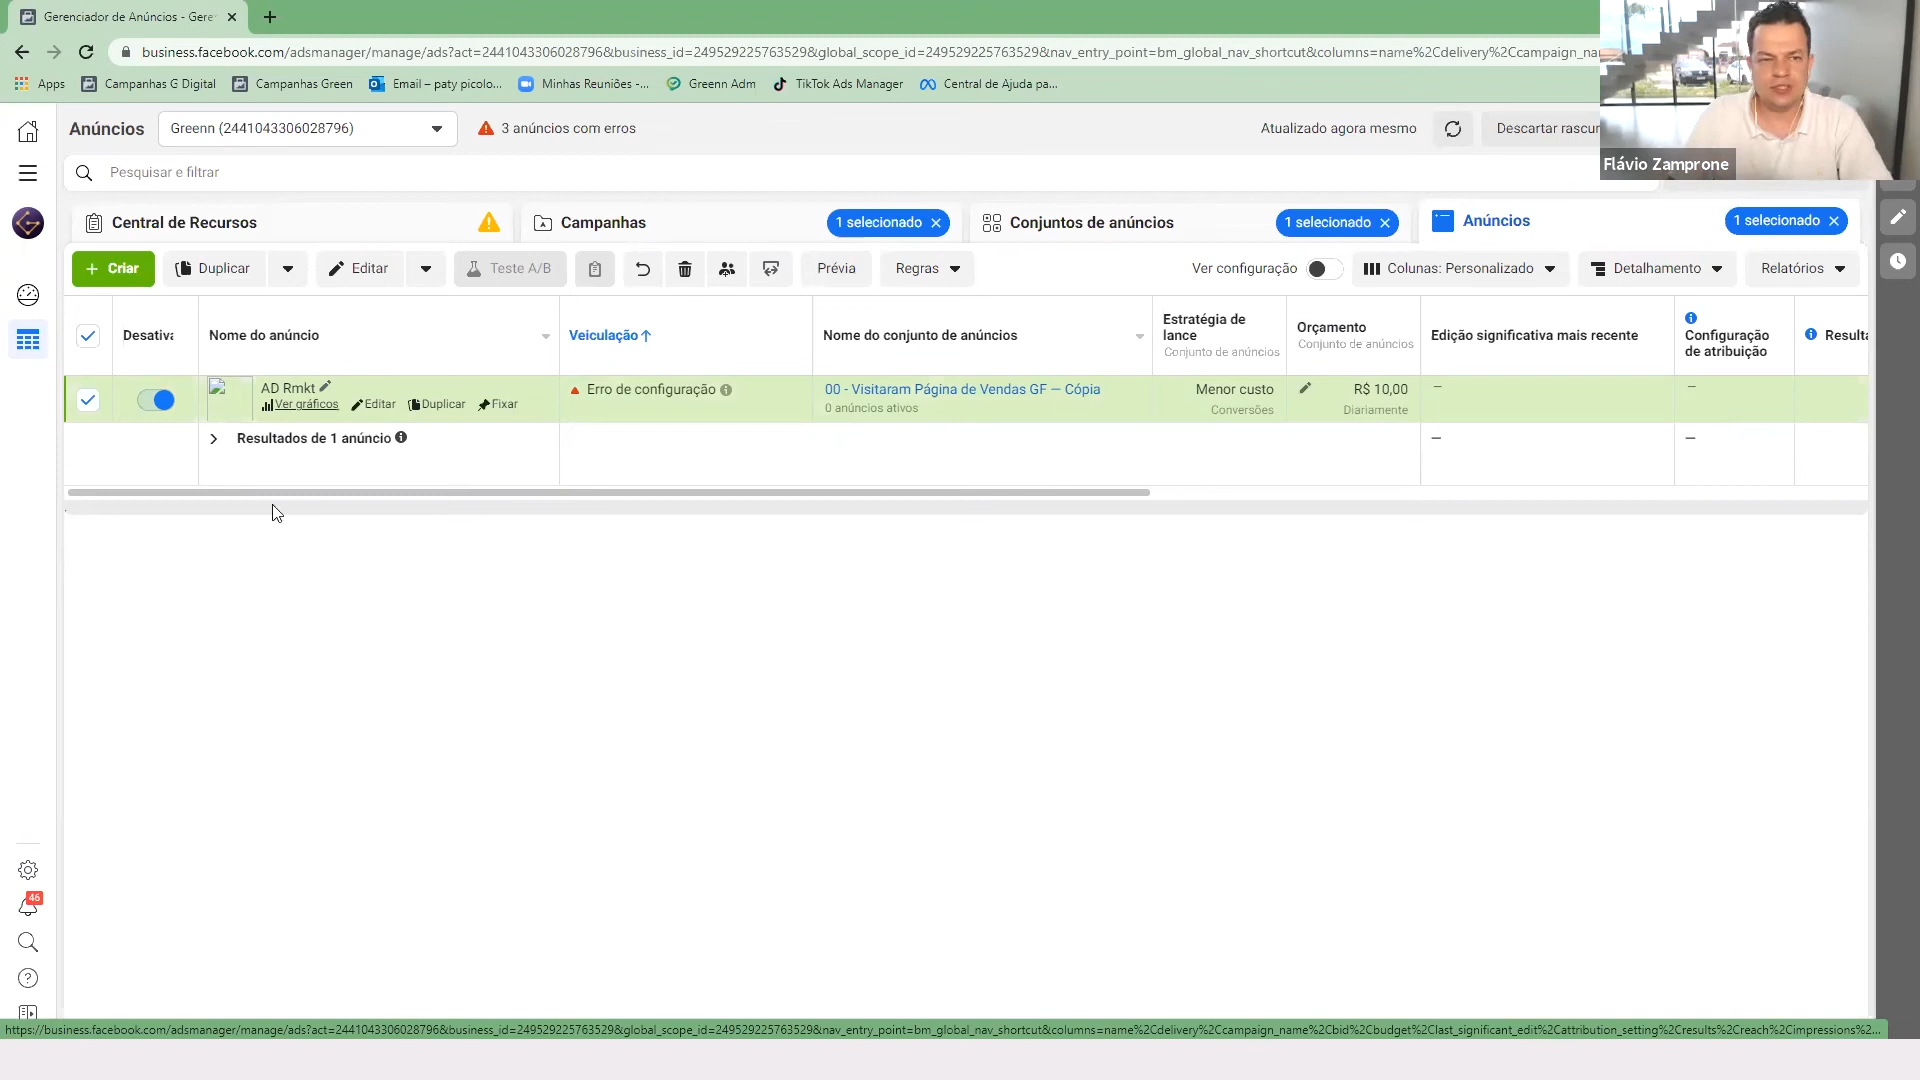 Gerenciador de Anúncios - Gere
business.facebook.com/adsmanager/manage/ads?act=2441043306028796&business_id=249529225763529&global_scope_id=249529225763529&nav_entry_point=bm_global_nav_shortcut&columns=name%2Cdelivery%2Ccampaign_na
Apps
Campanhas G Digital
Campanhas Green
Email – paty picolo...
Minhas Reuniões -...
Greenn Adm
TikTok Ads Manager
Central de Ajuda pa...
Anúncios
Greenn (2441043306028796)
3 anúncios com erros
Atualizado agora mesmo
Descartar rascur
Flávio Zamprone
Pesquisar e filtrar
Central de Recursos
Campanhas
1 selecionado
Conjuntos de anúncios
1 selecionado
Anúncios
1 selecionado
+ Criar
Duplicar
Editar
Teste A/B
Prévia
Regras
Ver configuração
Colunas: Personalizado
Detalhamento
Relatórios
Desativa
Nome do anúncio
Veiculação↑
Nome do conjunto de anúncios
Estratégia de
lance
Conjunto de anúncios
Orçamento
Conjunto de anúncios
Edição significativa mais recente
Configuração
de atribuição
Resulta
AD Rmkt
Ver gráficos
Editar
Duplicar
Fixar
Erro de configuração
00 - Visitaram Página de Vendas GF — Cópia
0 anúncios ativos
Menor custo
Conversões
R$ 10,00
Diariamente
—
—
Resultados de 1 anúncio
—
—
46
https://business.facebook.com/adsmanager/manage/ads?act=2441043306028796&business_id=249529225763529&global_scope_id=249529225763529&nav_entry_point=bm_global_nav_shortcut&columns=name%2Cdelivery%2Ccampaign_name%2Cbid%2Cbudget%2Clast_significant_edit%2Cattribution_setting%2Cresults%2Creach%2Cimpressions%2...